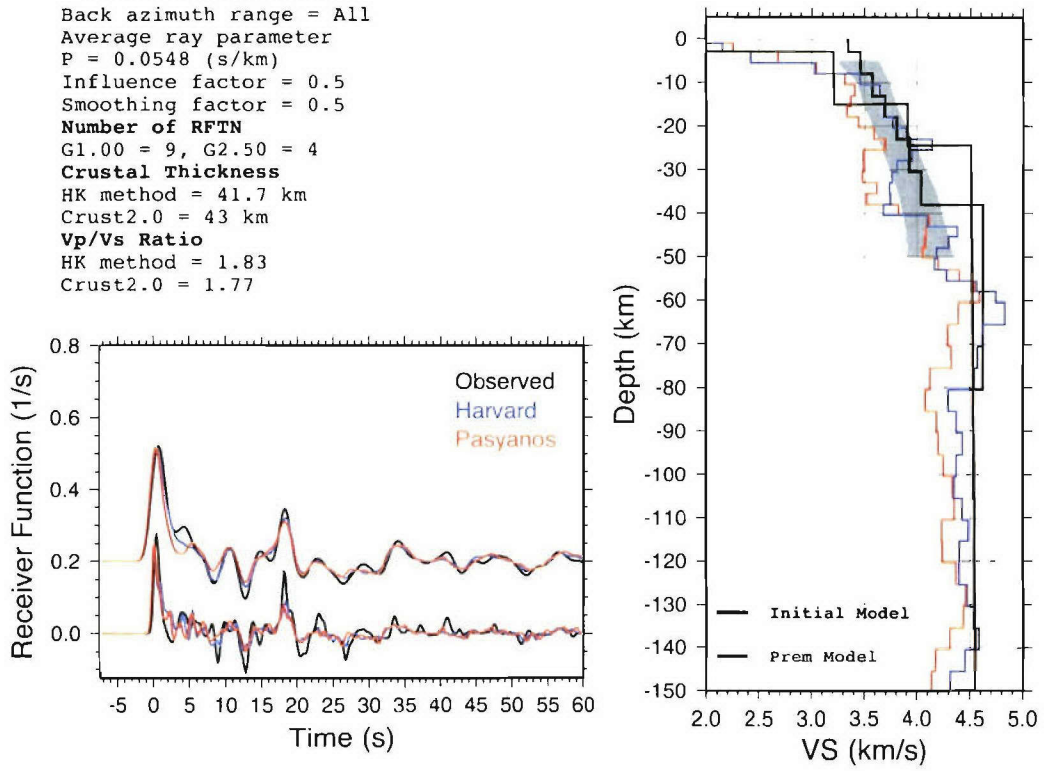 Back azimuth range = All
Average ray parameter
P = 0.0548 (s/km)
Influence factor = 0.5
Smoothing factor = 0.5
Number of RFTN
G1.00 = 9, G2.50 = 4
Crustal Thickness
HK method = 41.7 km
Crust2.0 = 43 km
Vp/Vs Ratio
HK method = 1.83
Crust2.0 = 1.77
0.8
0.6
0.4
0.2
0.0
Receiver Function (1/s)
Observed
Harvard
Pasyanos
-5 0 5 10 15 20 25 30 35 40 45 50 55 60
Time (s)
0
-10
-20
-30
-40
-50
-60
-70
-80
-90
-100
-110
-120
-130
-140
-150
Depth (km)
Initial Model
Prem Model
2.0 2.5 3.0 3.5 4.0 4.5 5.0
VS (km/s)